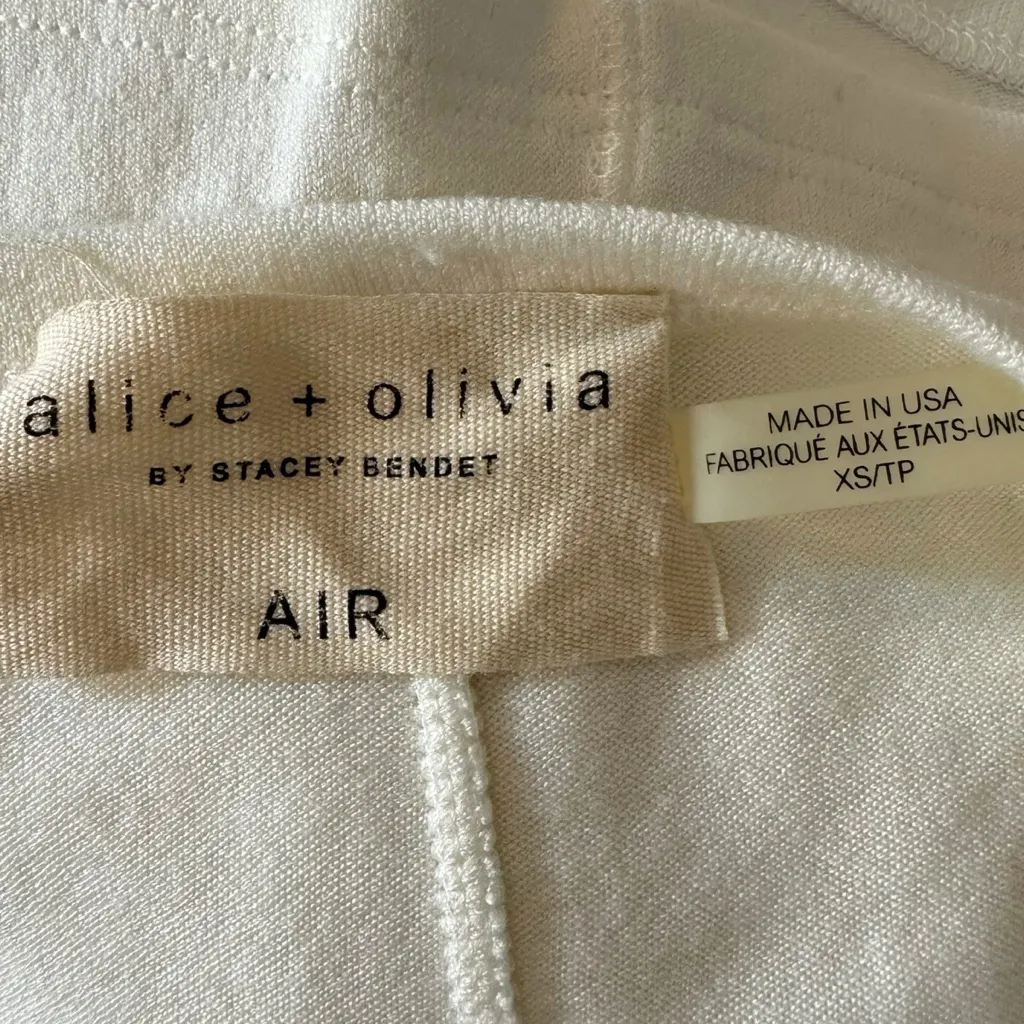 alice + olivia
BY STACEY BENDET
AIR
MADE IN USA
FABRIQUÉ AUX ÉTATS-UNIS
XS/TP